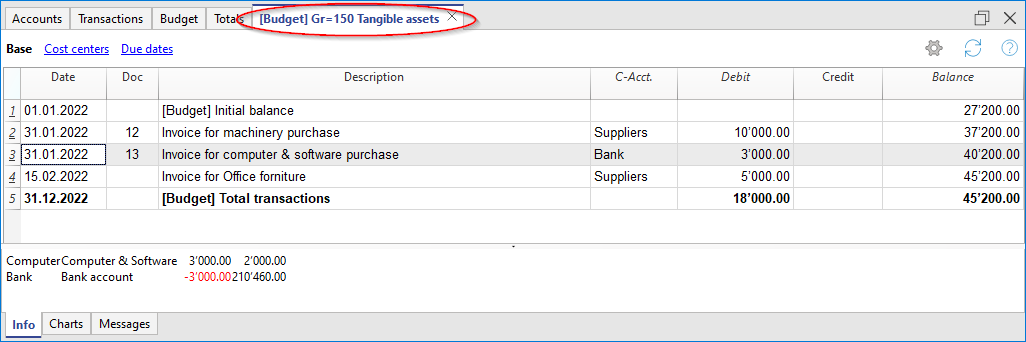 Accounts Transactions Budget Totals [Budget] Gr=150 Tangible assets
Base Cost centers Due dates
Date Doc Description C-Acct. Debit Credit Balance
1 01.01.2022 [Budget] Initial balance 27'200.00
2 31.01.2022 12 Invoice for machinery purchase Suppliers 10'000.00 37'200.00
3 31.01.2022 13 Invoice for computer & software purchase Bank 3'000.00 40'200.00
4 15.02.2022 Invoice for Office forniture Suppliers 5'000.00 45'200.00
5 31.12.2022 [Budget] Total transactions 18'000.00 45'200.00
Computer Computer & Software 3'000.00 2'000.00
Bank Bank account -3'000.00 210'460.00
Info Charts Messages